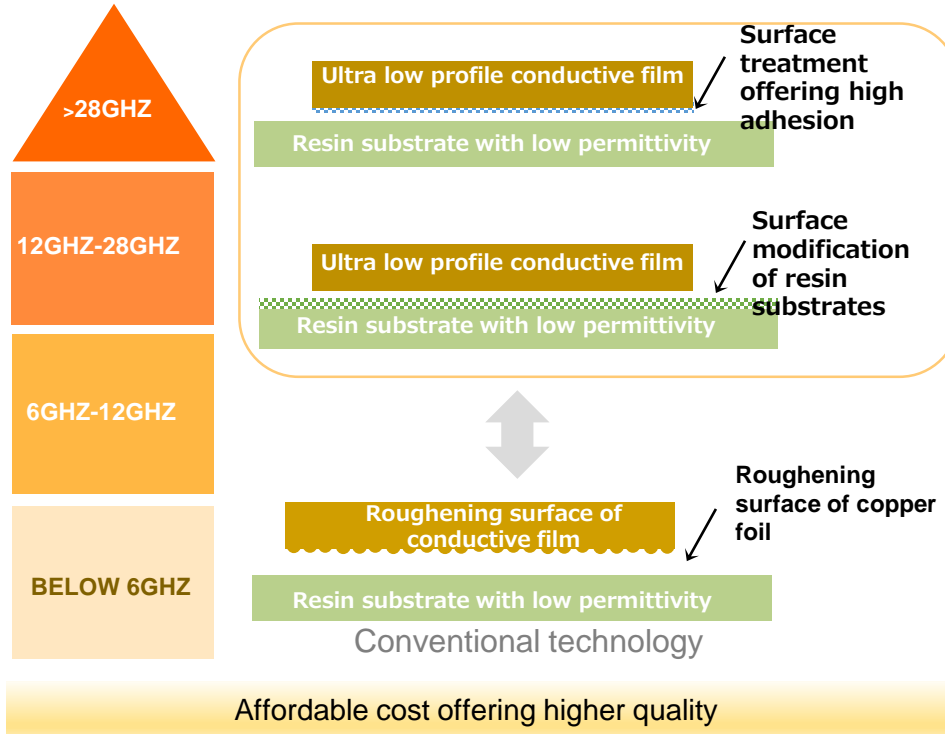 >28GHZ
12GHZ-28GHZ
6GHZ-12GHZ
BELOW 6GHZ
Ultra low profile conductive film
Resin substrate with low permittivity
Surface
treatment
offering high
adhesion
Ultra low profile conductive film
Resin substrate with low permittivity
Surface
modification
of resin
substrates
Roughening surface of
conductive film
Resin substrate with low permittivity
Roughening
surface of copper
foil
Conventional technology
Affordable cost offering higher quality